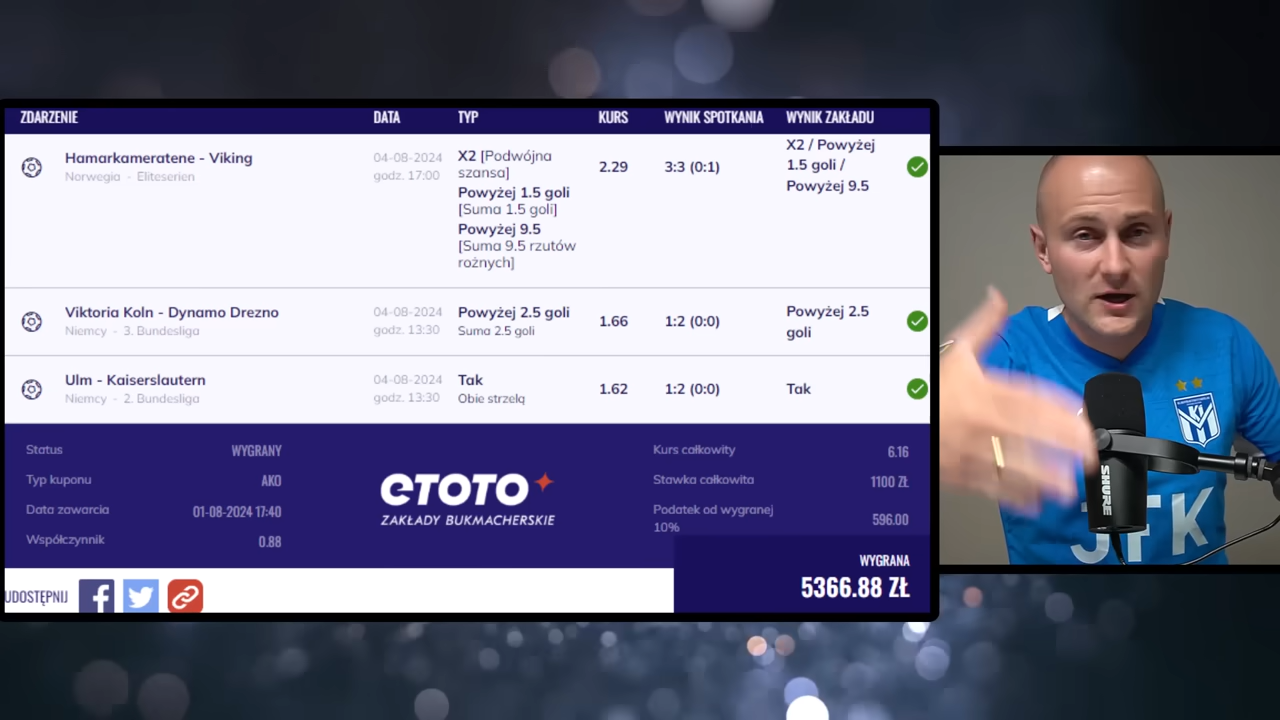 ZDARZENIE DATA TYP KURS WYNIK SPOTKANIA WYNIK ZAKŁADU
Hamarkameratene - Viking
Norwegia - Eliteserien
04-08-2024
godz. 17:00
X2 [Podwójna
szansa]
Powyżej 1.5 goli
[Suma 1.5 goli]
Powyżej 9.5
[Suma 9.5 rzutów
rożnych]
2.29
3:3 (0:1)
X2 / Powyżej
1.5 goli /
Powyżej 9.5
Viktoria Koln - Dynamo Drezno
Niemcy - 3. Bundesliga
04-08-2024
godz. 13:30
Powyżej 2.5 goli
Suma 2.5 goli
1.66
1:2 (0:0)
Powyżej 2.5
goli
Ulm - Kaiserslautern
Niemcy - 2. Bundesliga
04-08-2024
godz. 13:30
Tak
Obie strzelą
1.62
1:2 (0:0)
Tak
Status WYGRANY
Typ kuponu AKO
Data zawarcia 01-08-2024 17:40
Współczynnik 0.88
eTOTO
ZAKŁADY BUKMACHERSKIE
Kurs całkowity 6.16
Stawka całkowita 1100 ZŁ
Podatek od wygranej
10%
596.00
WYGRANA
5366.88 ZŁ
UDOSTĘPNIJ
SHURE
KÍ
JFK